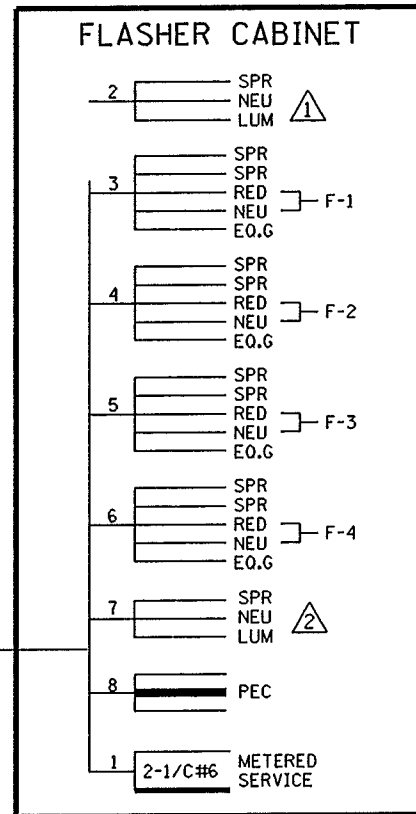 FLASHER CABINET
2
SPR
NEU
LUM
1
3
SPR
SPR
RED
NEU
EQ.G
F-1
4
SPR
SPR
RED
NEU
EQ.G
F-2
5
SPR
SPR
RED
NEU
EQ.G
F-3
6
SPR
SPR
RED
NEU
EQ.G
F-4
7
SPR
NEU
LUM
2
8
PEC
1
2-1/C#6
METERED
SERVICE